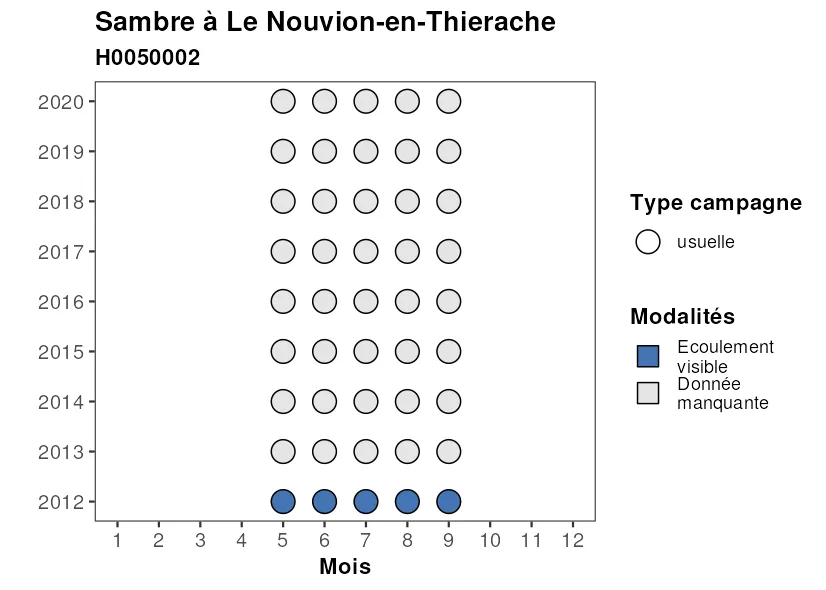 Sambre à Le Nouvion-en-Thierache
H0050002
2020
2019
2018
2017
2016
2015
2014
2013
2012
1 2 3 4 5 6 7 8 9 10 11 12
Mois
Type campagne
usuelle
Modalités
Ecoulement
visible
Donnée
manquante